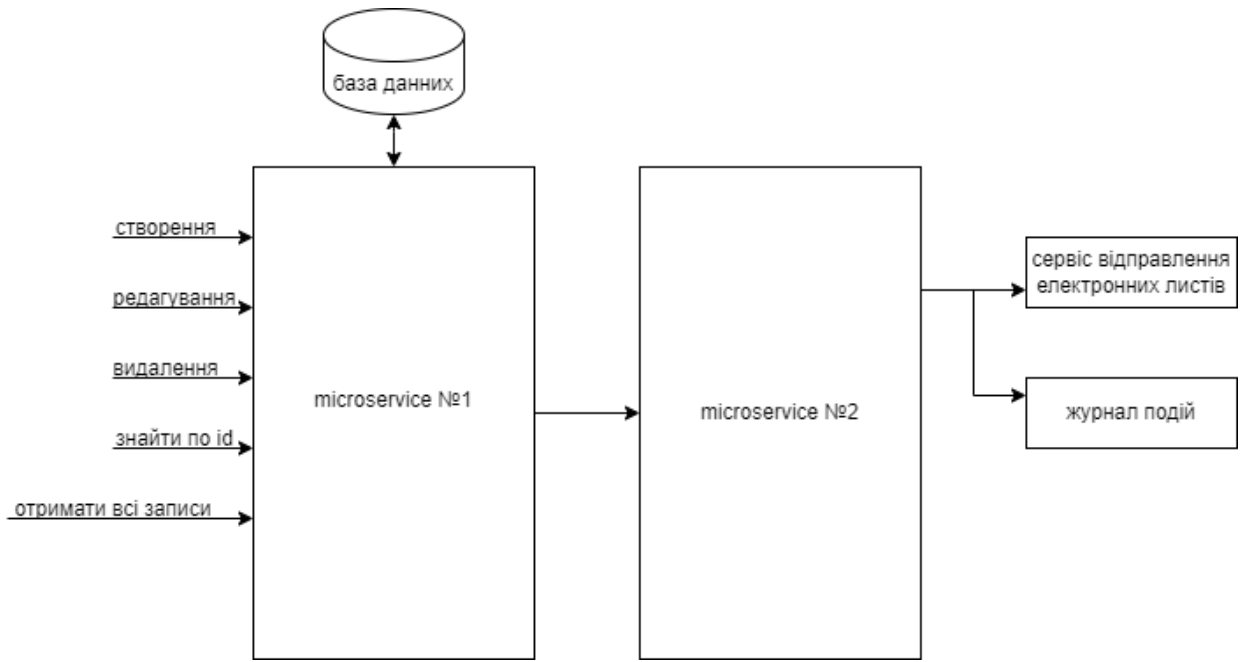 база данних
створення
редагування
видалення
знайти по id
отримати всі записи
microservice №1
microservice №2
сервіс відправлення
електронних листів
журнал подій